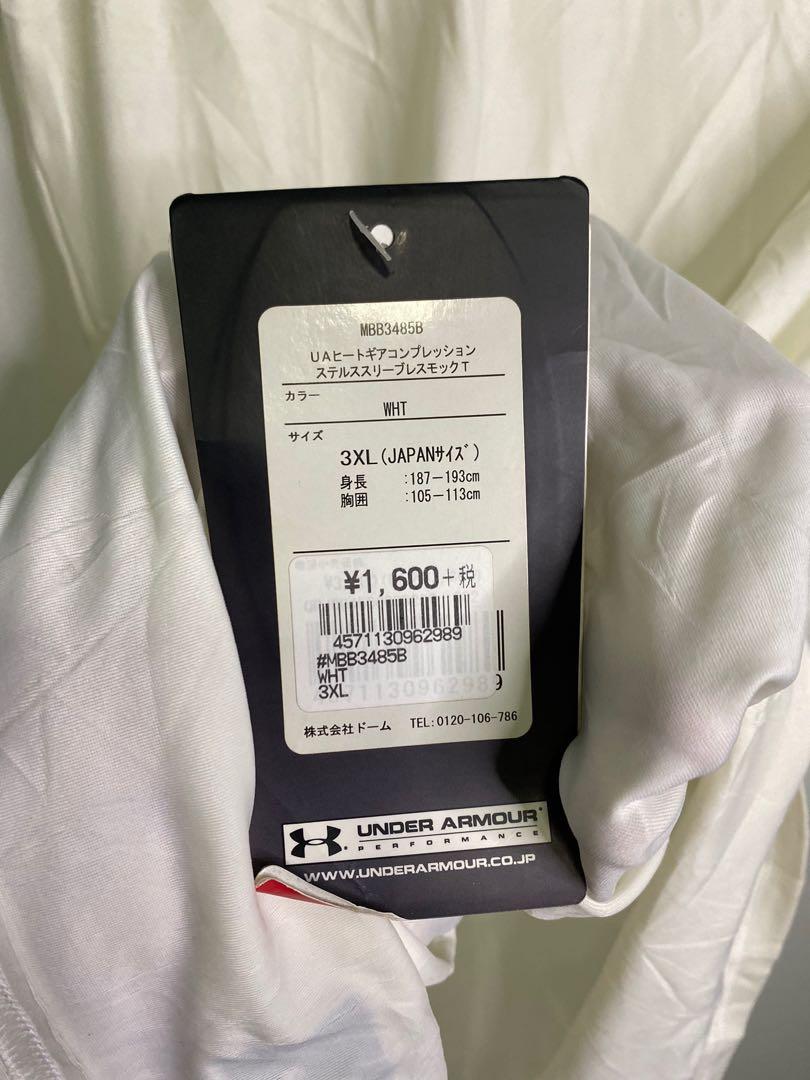 MBB3485B
UAヒートギアコンプレッション
ステルススリーブレスモックT
カラー
WHT
サイズ
3XL(JAPANサイズ)
身長 :187-193cm
胸囲 :105-113cm
¥1,600+税
4571130962989
#MBB3485B
WHT
3XL
9
株式会社ドーム TEL:0120-106-786
UNDER ARMOUR
PERFORMANCE
WWW.UNDERARMOUR.CO.JP